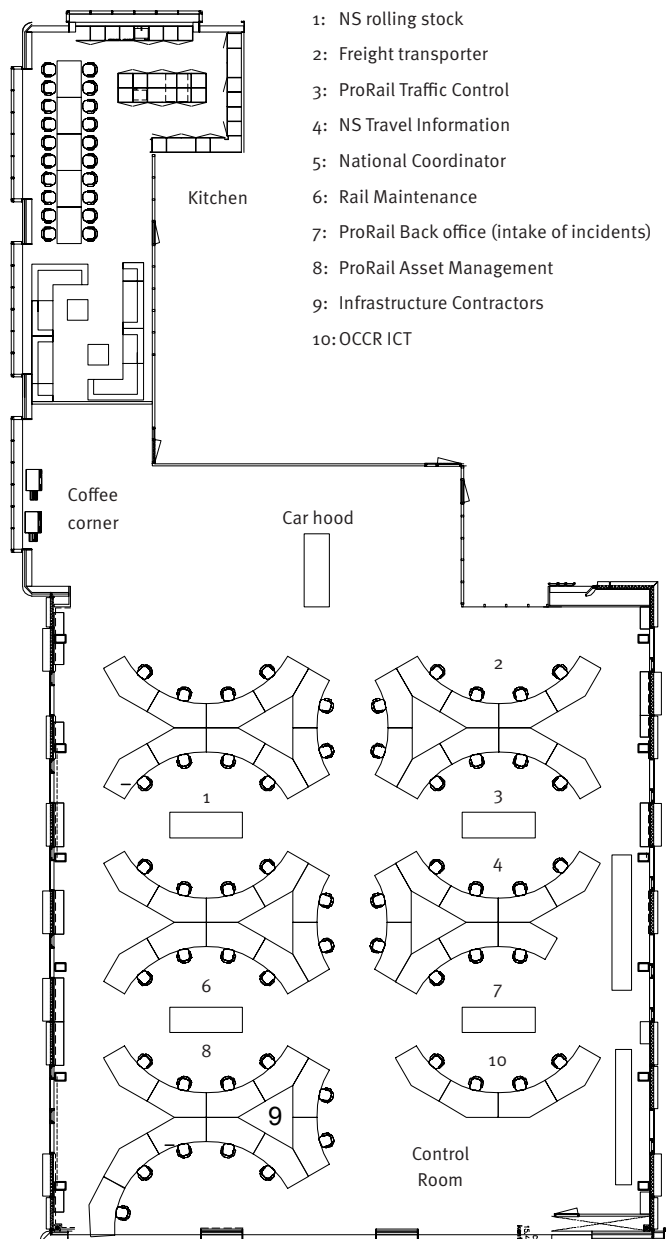 1: NS rolling stock
2: Freight transporter
3: ProRail Traffic Control
4: NS Travel Information
5: National Coordinator
6: Rail Maintenance
7: ProRail Back office (intake of incidents)
8: ProRail Asset Management
9: Infrastructure Contractors
10: OCCR ICT
Kitchen
Coffee
corner
Car hood
2
1
3
4
6
7
8
10
9
Control
Room